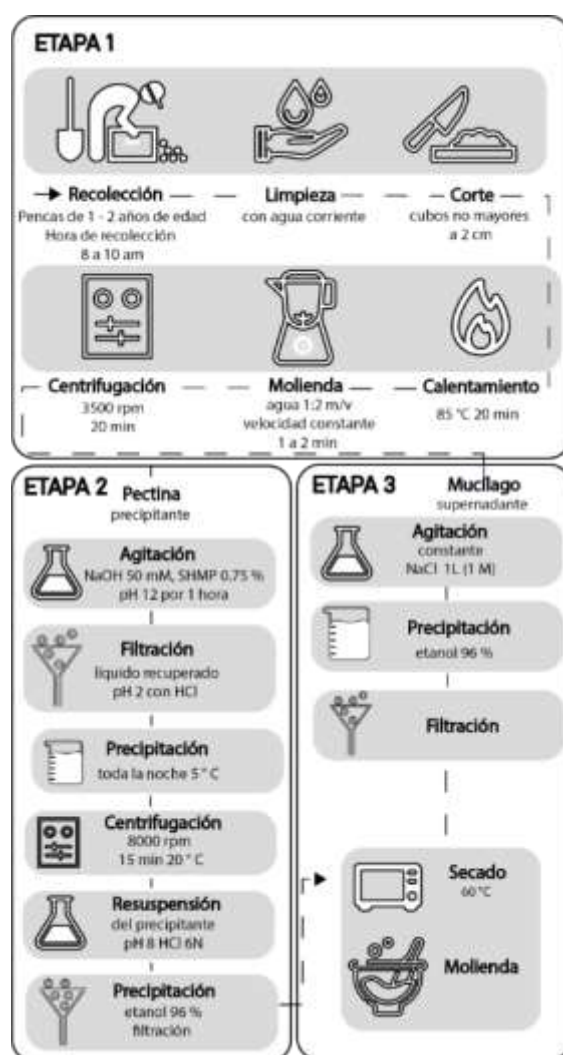 ETAPA 1
Recolección
Pencas de 1 - 2 años de edad
Hora de recolección
8 a 10 am
Limpieza
con agua corriente
Corte
cubos no mayores
a 2 cm
Centrifugación
3500 rpm
20 min
Molienda
agua 1:2 m/v
velocidad constante
1 a 2 min
Calentamiento
85 °C 20 min
ETAPA 2
Pectina
precipitante
Agitación
NaOH 50 mM, SHMP 0.75 %
pH 12 por 1 hora
Filtración
líquido recuperado
pH 2 con HCl
Precipitación
toda la noche 5 ° C
Centrifugación
8000 rpm
15 min 20 ° C
Resuspensión
del precipitante
pH 8 HCl 6N
Precipitación
etanol 96 %
filtración
ETAPA 3
Mucílago
supernadante
Agitación
constante
NaCl 1L (1 M)
Precipitación
etanol 96 %
Filtración
Secado
60 °C
Molienda